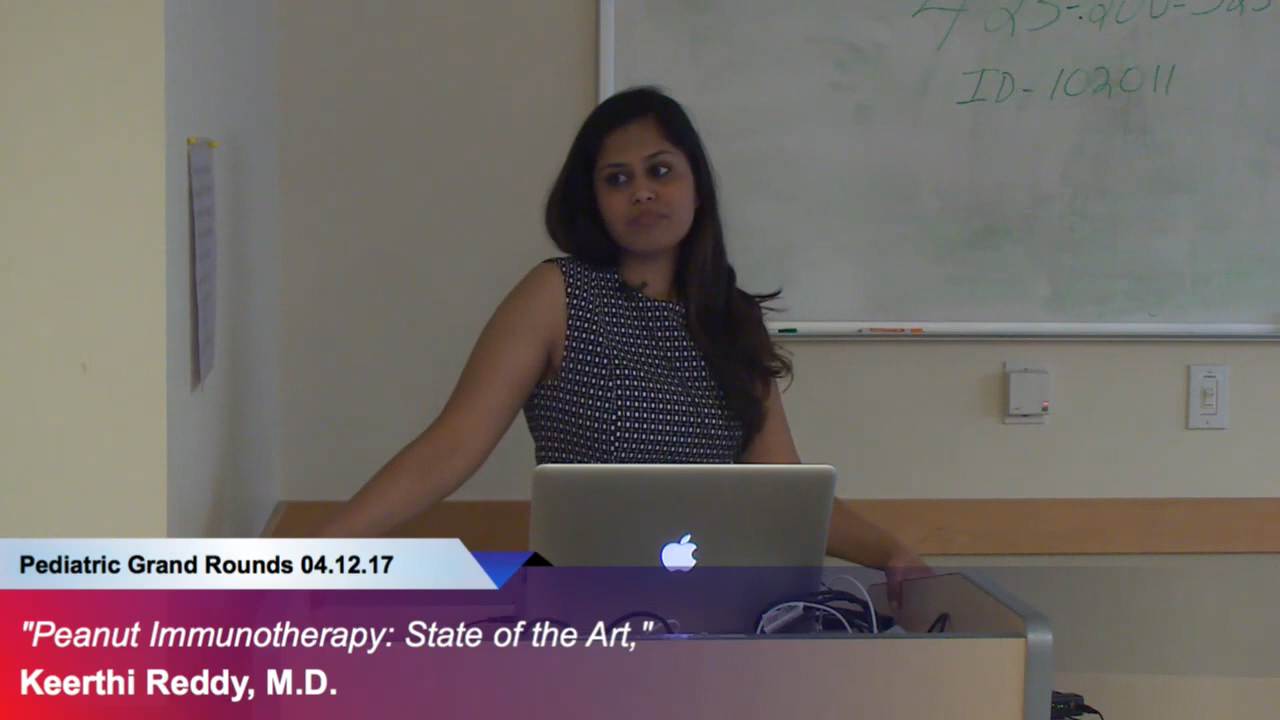 ID-102011
Pediatric Grand Rounds 04.12.17
"Peanut Immunotherapy: State of the Art,"
Keerthi Reddy, M.D.